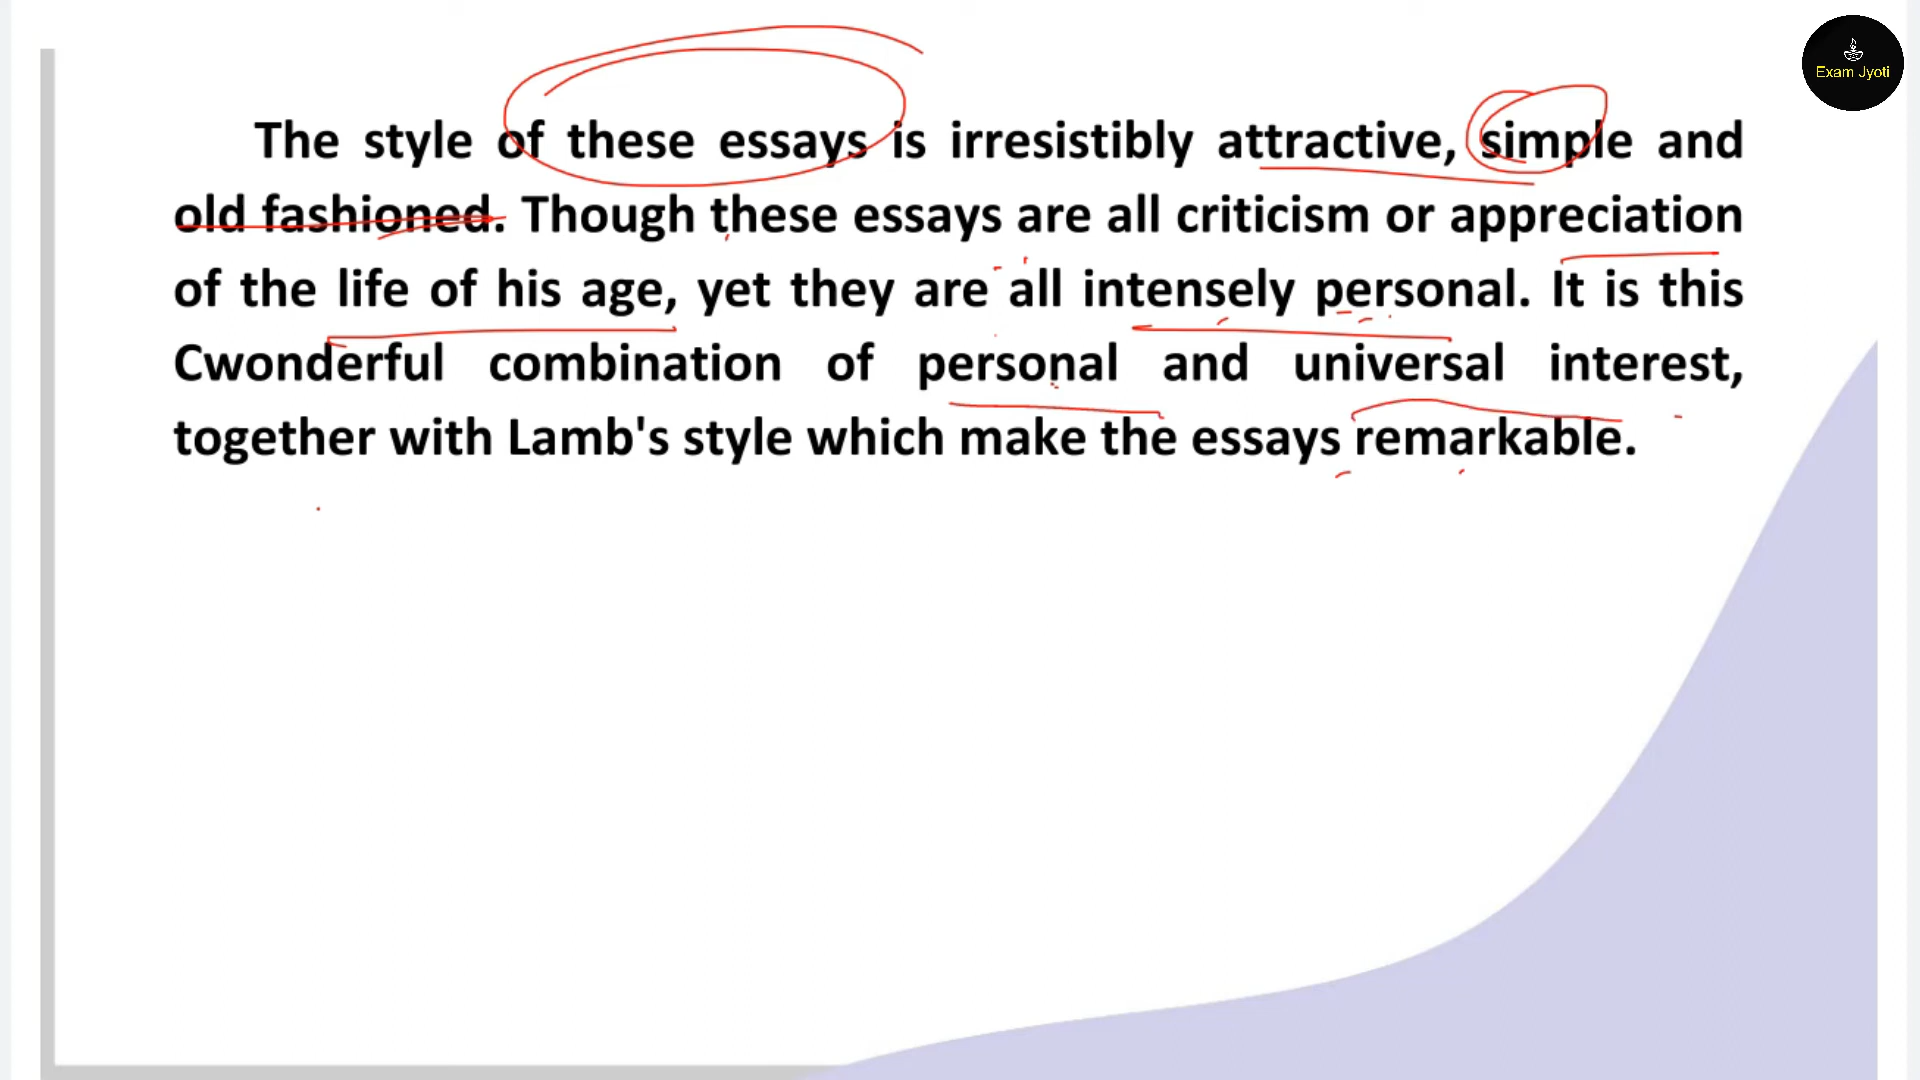 Exam Jyoti
The style of these essays is irresistibly attractive, simple and
old fashioned. Though these essays are all criticism or appreciation
of the life of his age, yet they are all intensely personal. It is this
Cwonderful combination of personal and universal interest,
together with Lamb's style which make the essays remarkable.